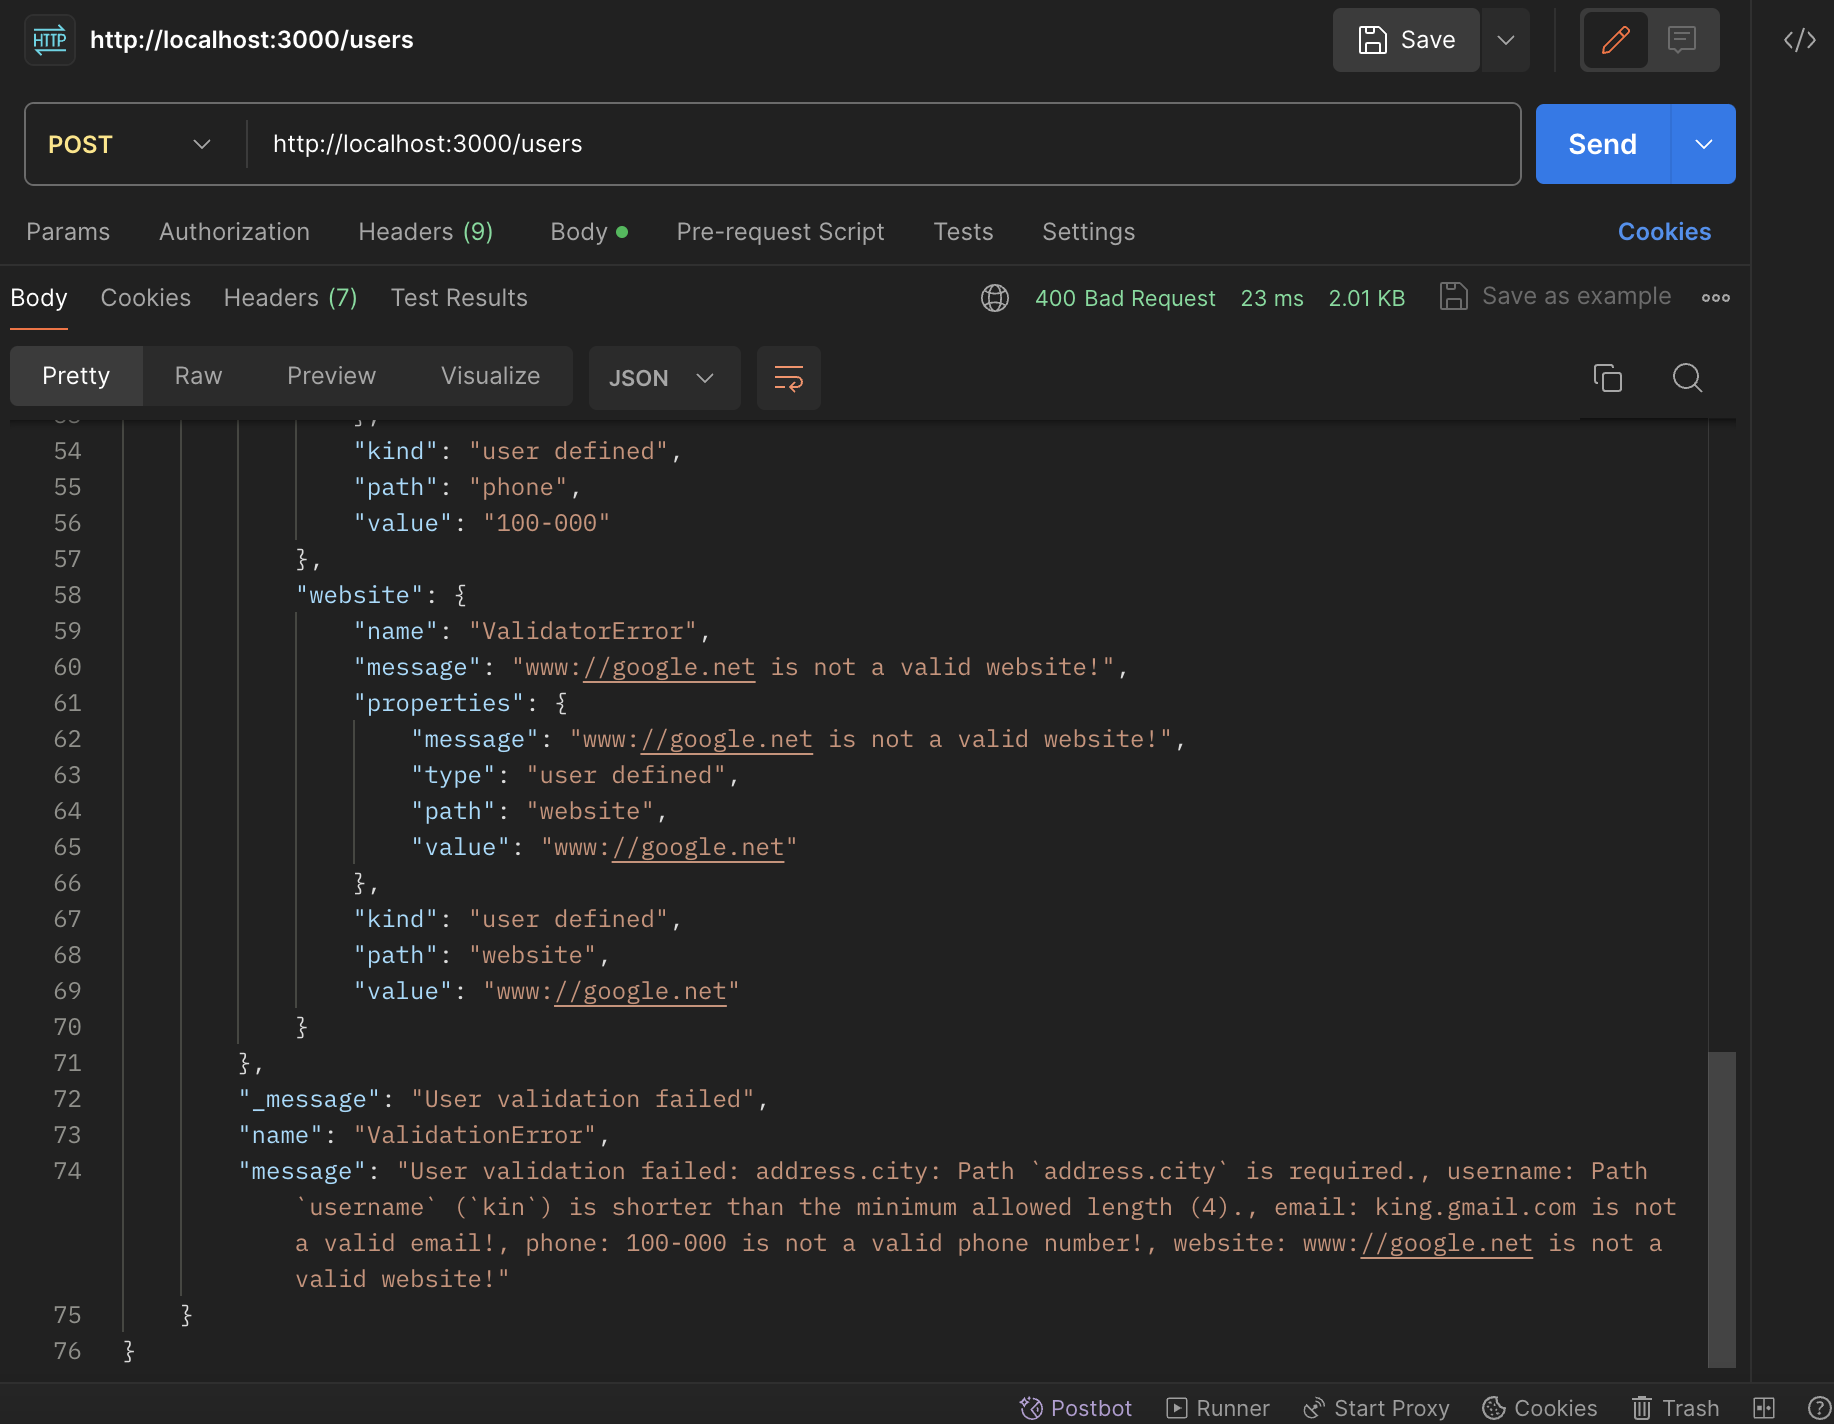 HTTP http://localhost:3000/users Save
POST http://localhost:3000/users Send
Params Authorization Headers (9) Body Pre-request Script Tests Settings Cookies
Body Cookies Headers (7) Test Results 400 Bad Request 23 ms 2.01 KB Save as example
Pretty Raw Preview Visualize JSON
},
54 "kind": "user defined",
55 "path": "phone",
56 "value": "100-000"
57 },
58 "website": {
59 "name": "ValidatorError",
60 "message": "www://google.net is not a valid website!",
61 "properties": {
62 "message": "www://google.net is not a valid website!",
63 "type": "user defined",
64 "path": "website",
65 "value": "www://google.net"
66 },
67 "kind": "user defined",
68 "path": "website",
69 "value": "www://google.net"
70 }
71 },
72 "_message": "User validation failed",
73 "name": "ValidationError",
74 "message": "User validation failed: address.city: Path `address.city` is required., username: Path
`username` (`kin`) is shorter than the minimum allowed length (4)., email: king.gmail.com is not
a valid email!, phone: 100-000 is not a valid phone number!, website: www://google.net is not a
valid website!"
75 }
76 }
Postbot Runner Start Proxy Cookies Trash